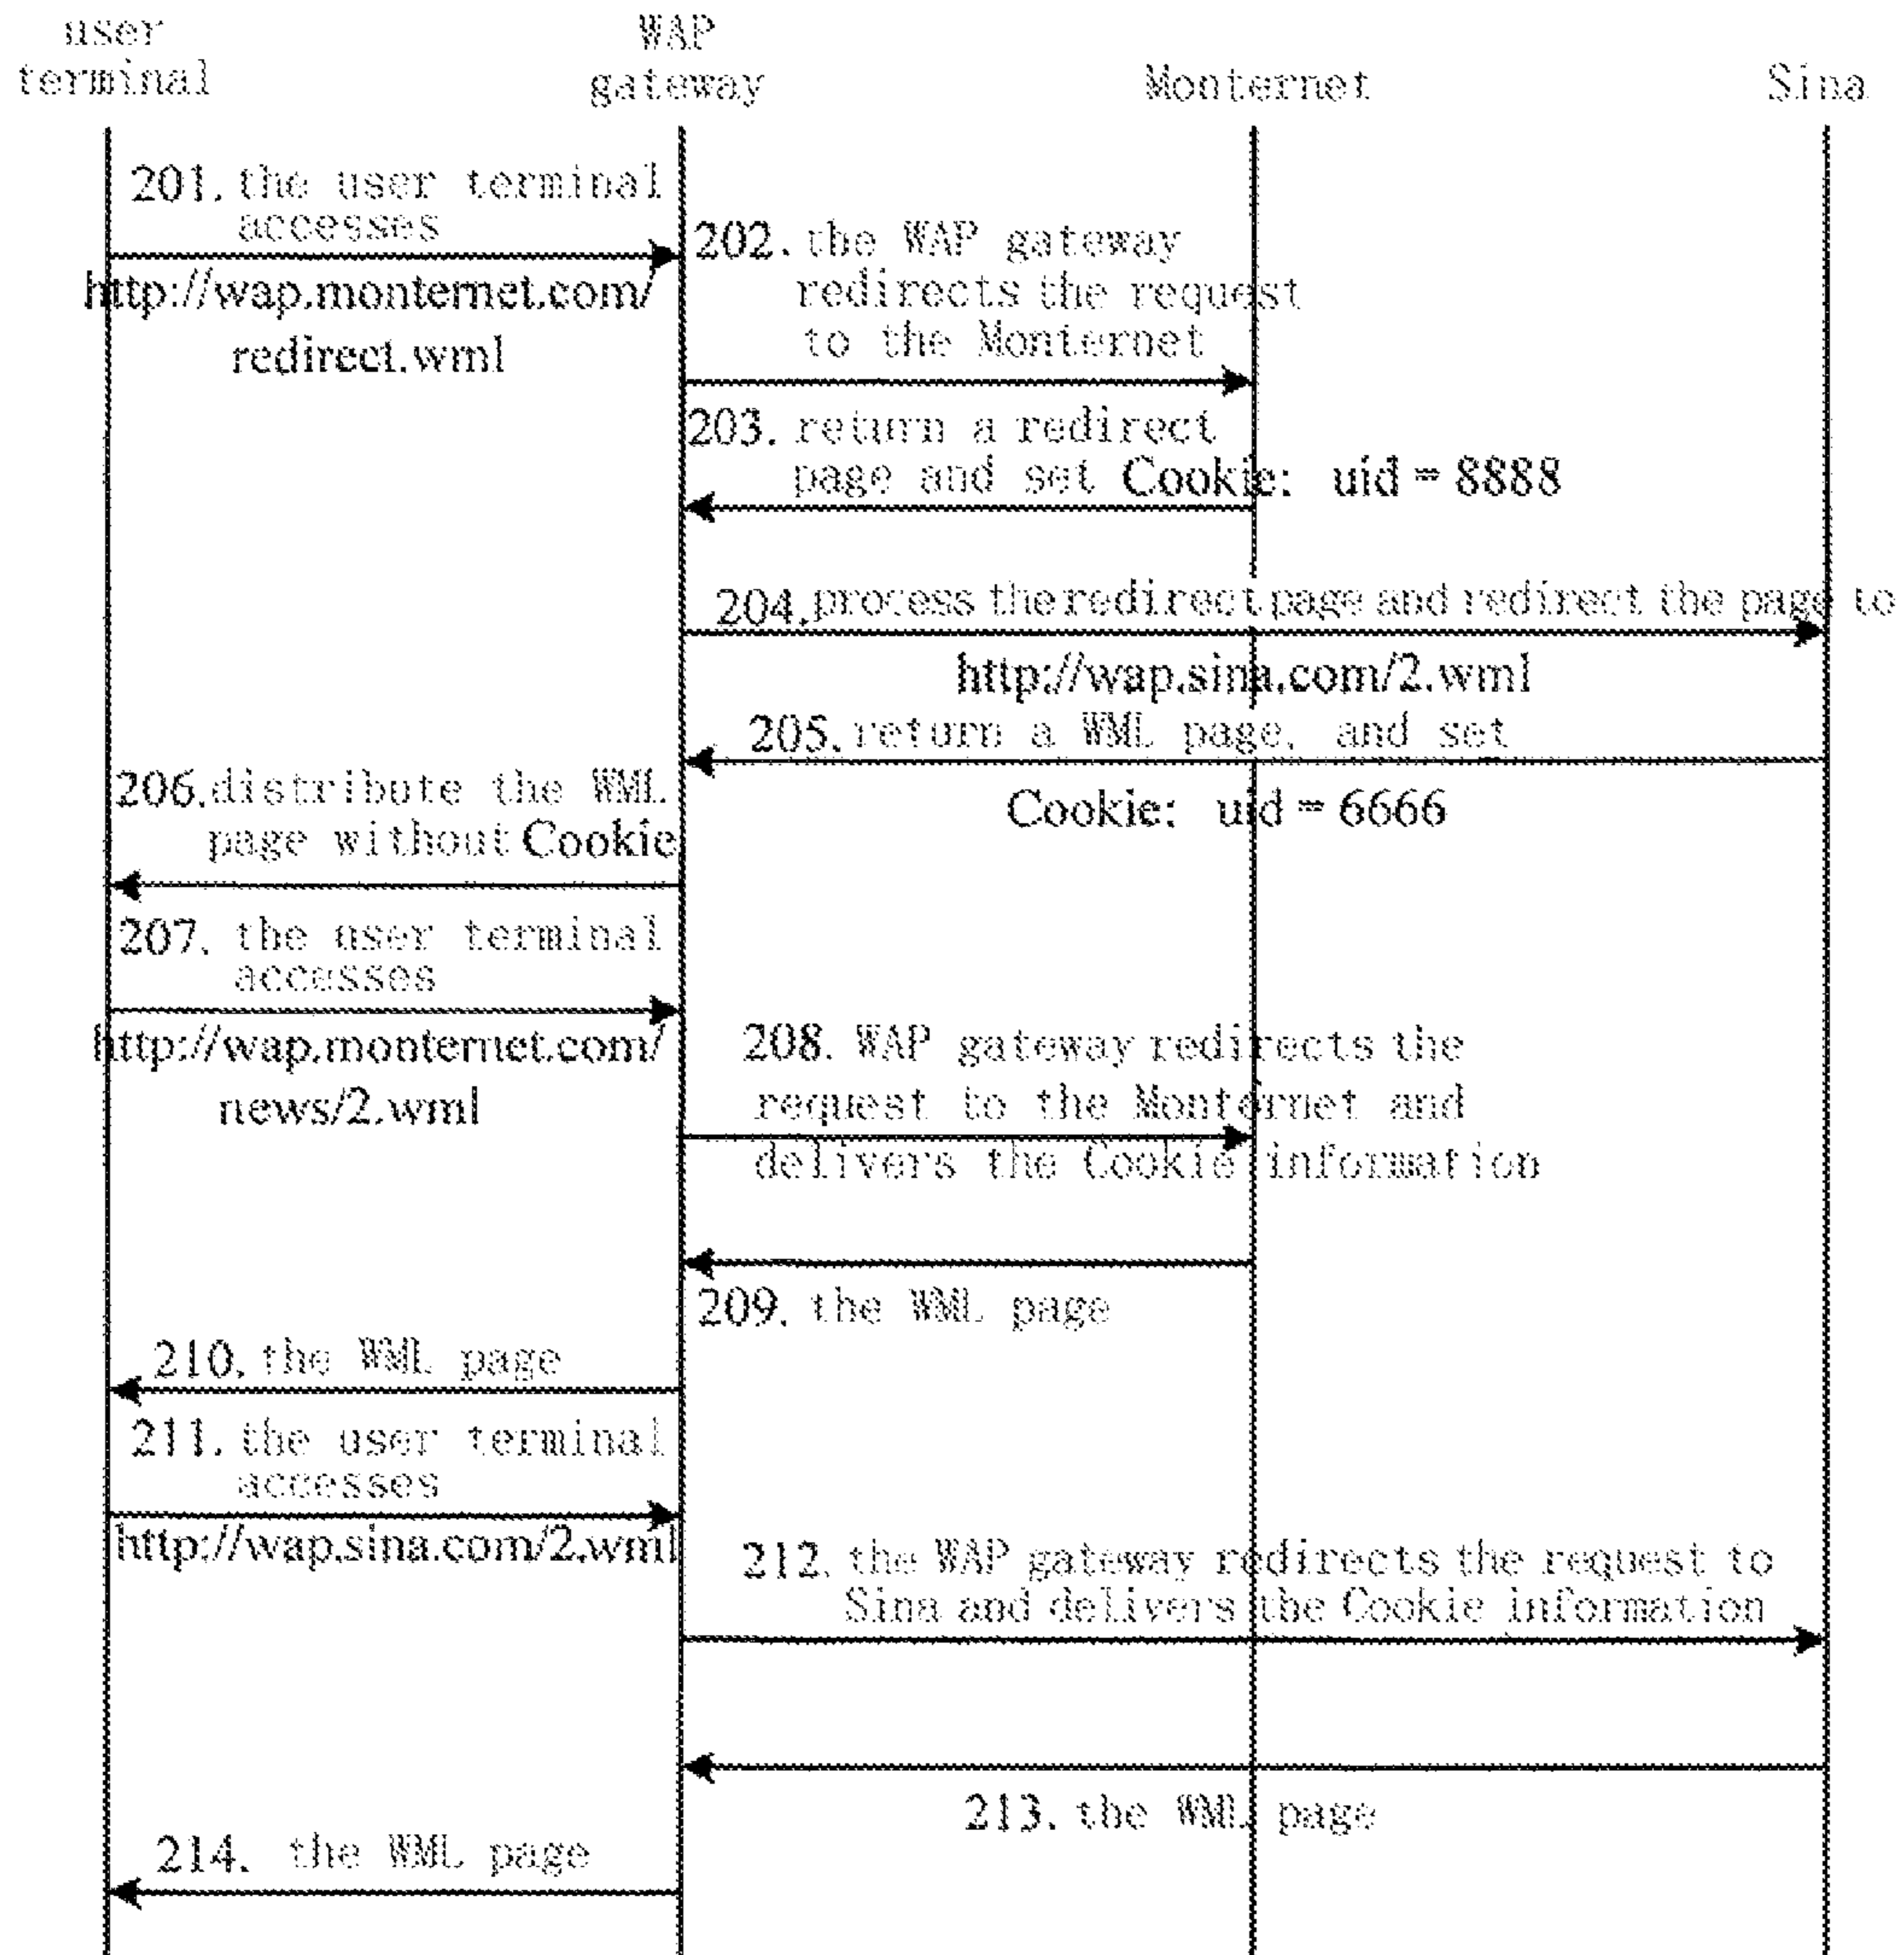 user
terminal
WAP
gateway
Monternet
Sina
201. the user terminal
accesses
http://wap.monternet.com/
redirect.wml
202. the WAP gateway
redirects the request
to the Monternet
203. return a redirect
page and set Cookie: uid = 8888
204. process the redirect page and redirect the page to
http://wap.sina.com/2.wml
205. return a WML page, and set
Cookie: uid = 6666
206. distribute the WML
page without Cookie
207. the user terminal
accesses
http://wap.monternet.com/
news/2.wml
208. WAP gateway redirects the
request to the Monternet and
delivers the Cookie information
209. the WML page
210. the WML page
211. the user terminal
accesses
http://wap.sina.com/2.wml
212. the WAP gateway redirects the request to
Sina and delivers the Cookie information
213. the WML page
214. the WML page